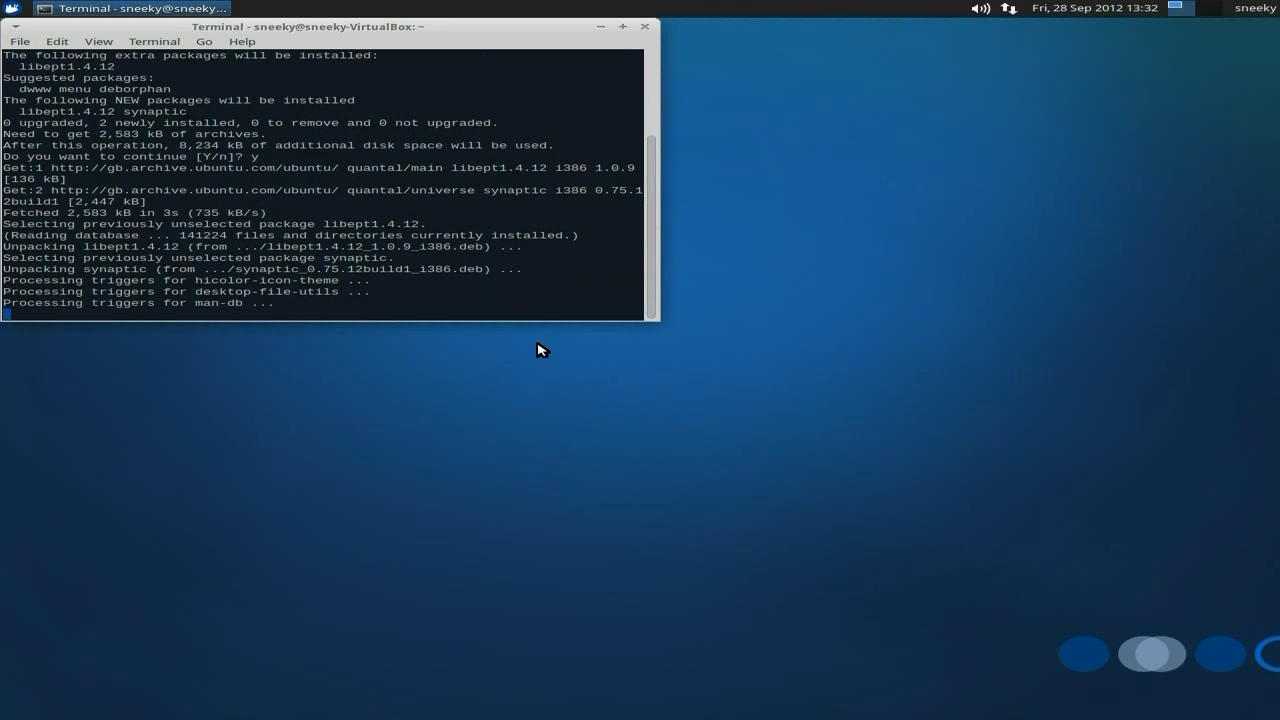 Terminal - sneeky@sneeky...
Fri, 28 Sep 2012 13:32
sneeky
Terminal - sneeky@sneeky-VirtualBox: ~
File Edit View Terminal Go Help
The following extra packages will be installed:
  libept1.4.12
Suggested packages:
  dwww menu deborphan
The following NEW packages will be installed
  libept1.4.12 synaptic
0 upgraded, 2 newly installed, 0 to remove and 0 not upgraded.
Need to get 2,583 kB of archives.
After this operation, 8,234 kB of additional disk space will be used.
Do you want to continue [Y/n]? y
Get:1 http://gb.archive.ubuntu.com/ubuntu/ quantal/main libept1.4.12 i386 1.0.9
[136 kB]
Get:2 http://gb.archive.ubuntu.com/ubuntu/ quantal/universe synaptic i386 0.75.1
2build1 [2,447 kB]
Fetched 2,583 kB in 3s (735 kB/s)
Selecting previously unselected package libept1.4.12.
(Reading database ... 141224 files and directories currently installed.)
Unpacking libept1.4.12 (from .../libept1.4.12_1.0.9_i386.deb) ...
Selecting previously unselected package synaptic.
Unpacking synaptic (from .../synaptic_0.75.12build1_i386.deb) ...
Processing triggers for hicolor-icon-theme ...
Processing triggers for desktop-file-utils ...
Processing triggers for man-db ...